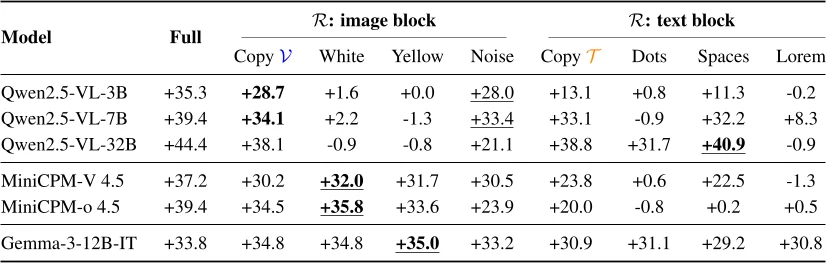 Model Full R: image block R: text block
Copy V White Yellow Noise Copy T Dots Spaces Lorem
Qwen2.5-VL-3B +35.3 +28.7 +1.6 +0.0 +28.0 +13.1 +0.8 +11.3 -0.2
Qwen2.5-VL-7B +39.4 +34.1 +2.2 -1.3 +33.4 +33.1 -0.9 +32.2 +8.3
Qwen2.5-VL-32B +44.4 +38.1 -0.9 -0.8 +21.1 +38.8 +31.7 +40.9 -0.9
MiniCPM-V 4.5 +37.2 +30.2 +32.0 +31.7 +30.5 +23.8 +0.6 +22.5 -1.3
MiniCPM-o 4.5 +39.4 +34.5 +35.8 +33.6 +23.9 +20.0 -0.8 +0.2 +0.5
Gemma-3-12B-IT +33.8 +34.8 +34.8 +35.0 +33.2 +30.9 +31.1 +29.2 +30.8